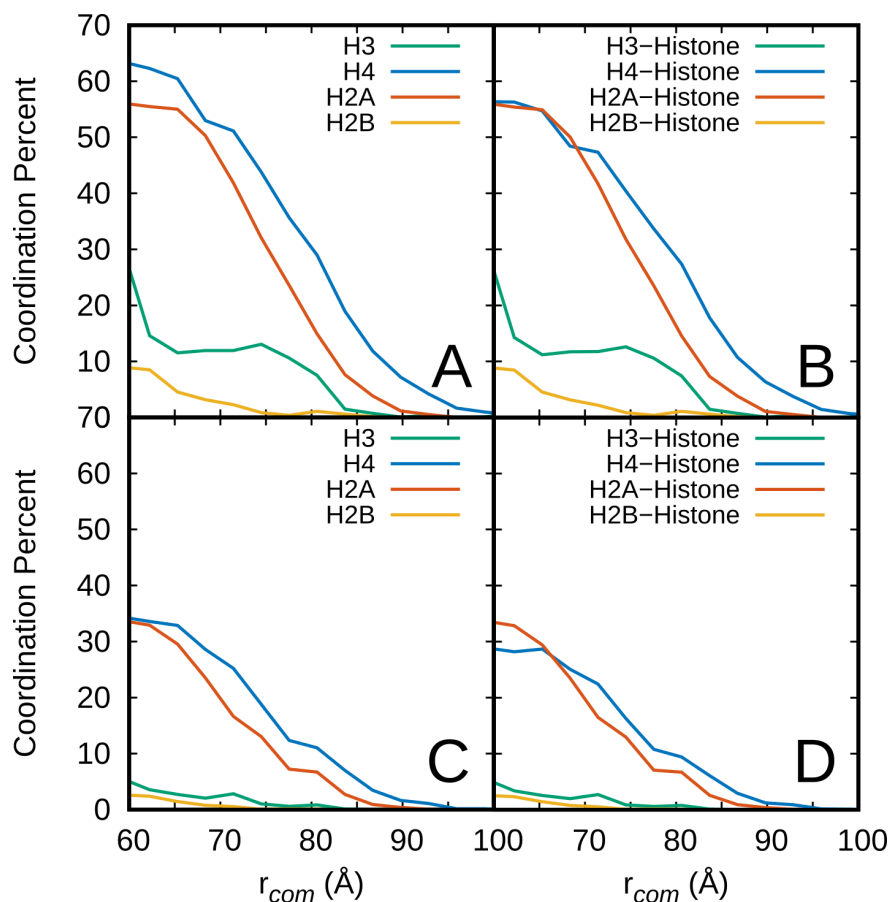 70
60
50
40
30
20
10
70
Coordination Percent
H3
H4
H2A
H2B
A
H3−Histone
H4−Histone
H2A−Histone
H2B−Histone
B
60
50
40
30
20
10
0
Coordination Percent
H3
H4
H2A
H2B
C
H3−Histone
H4−Histone
H2A−Histone
H2B−Histone
D
60 70 80 90 100 70 80 90 100
rcom (Å) rcom (Å)